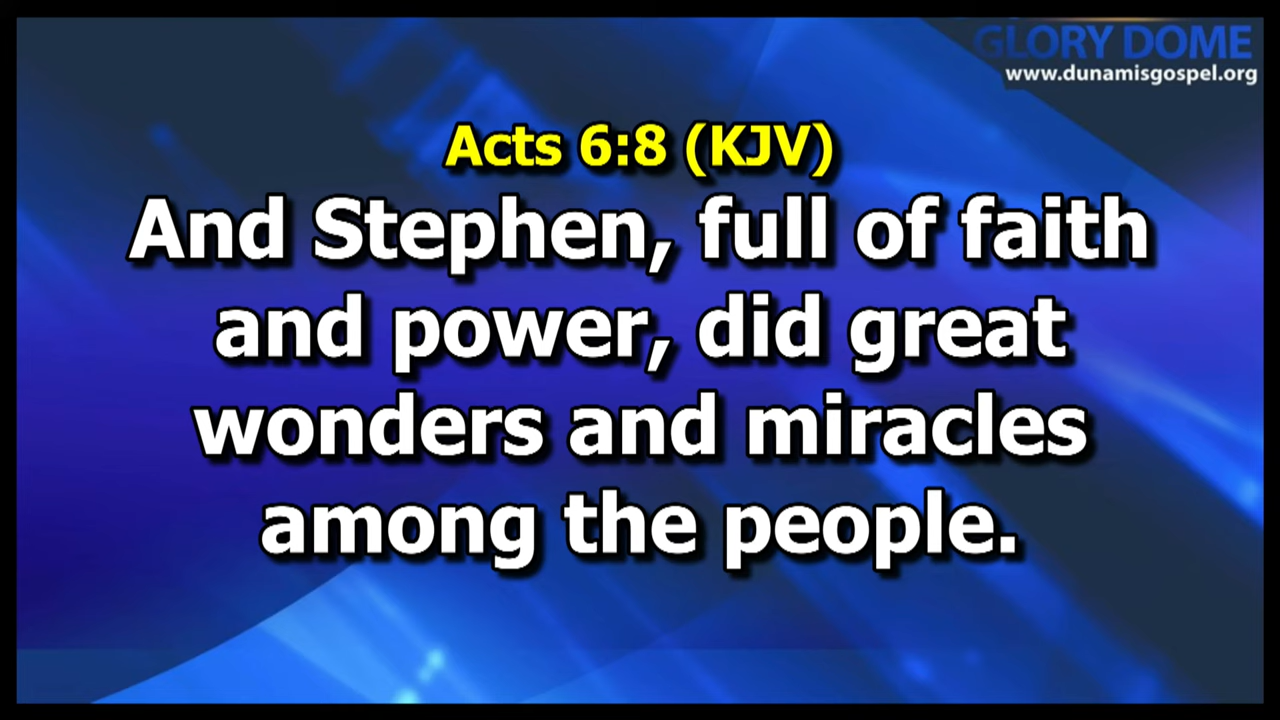 GLORY DOME
www.dunamisgospel.org
Acts 6:8 (KJV)
And Stephen, full of faith
and power, did great
wonders and miracles
among the people.